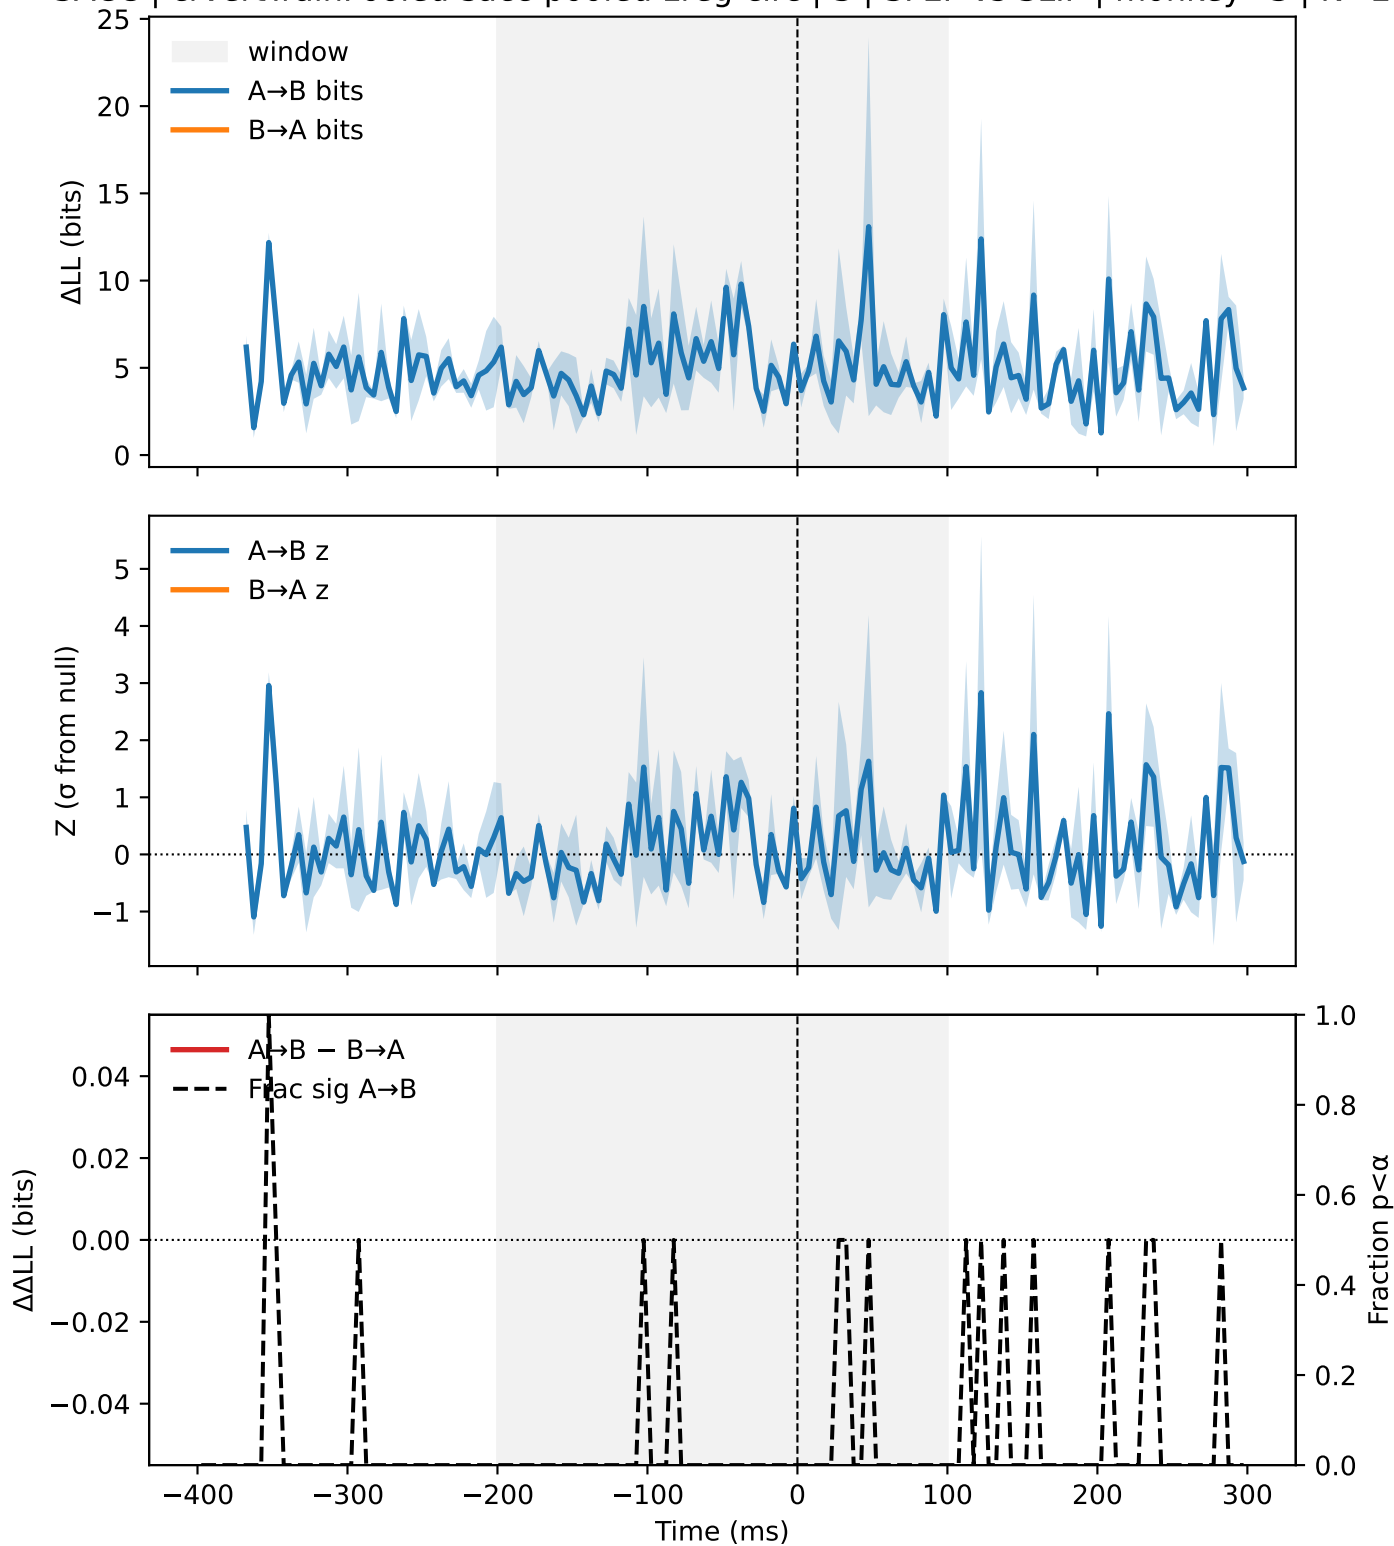 25
20
15
10
5
0
ΔLL (bits)
window
A→B bits
B→A bits
5
4
3
2
1
0
−1
Z (σ from null)
A→B z
B→A z
0.04
0.02
0.00
−0.02
−0.04
ΔΔLL (bits)
A→B − B→A
Frac sig A→B
1.0
0.8
0.6
0.4
0.2
0.0
Fraction p<α
−400 −300 −200 −100 0 100 200 300
Time (ms)